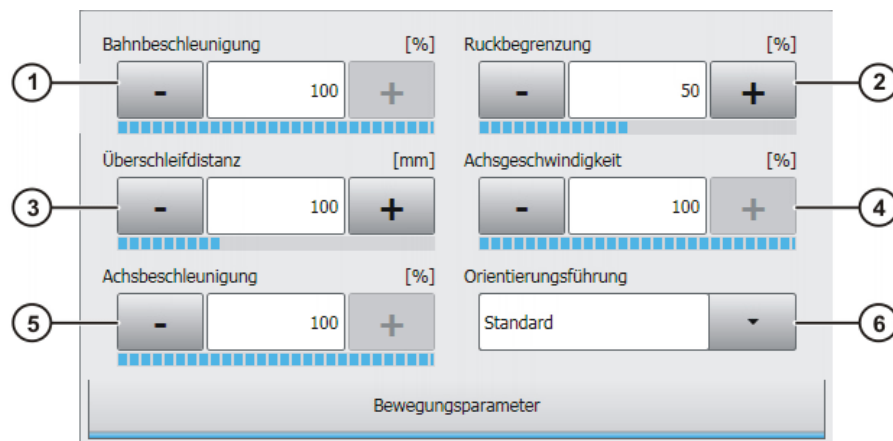 Bahnbeschleunigung [%] Ruckbegrenzung [%]
1 - 100 + - 50 + 2
Überschleifdistanz [mm] Achsgeschwindigkeit [%]
3 - 100 + - 100 + 4
Achsbeschleunigung [%] Orientierungsführung
5 - 100 + Standard 6
Bewegungsparameter